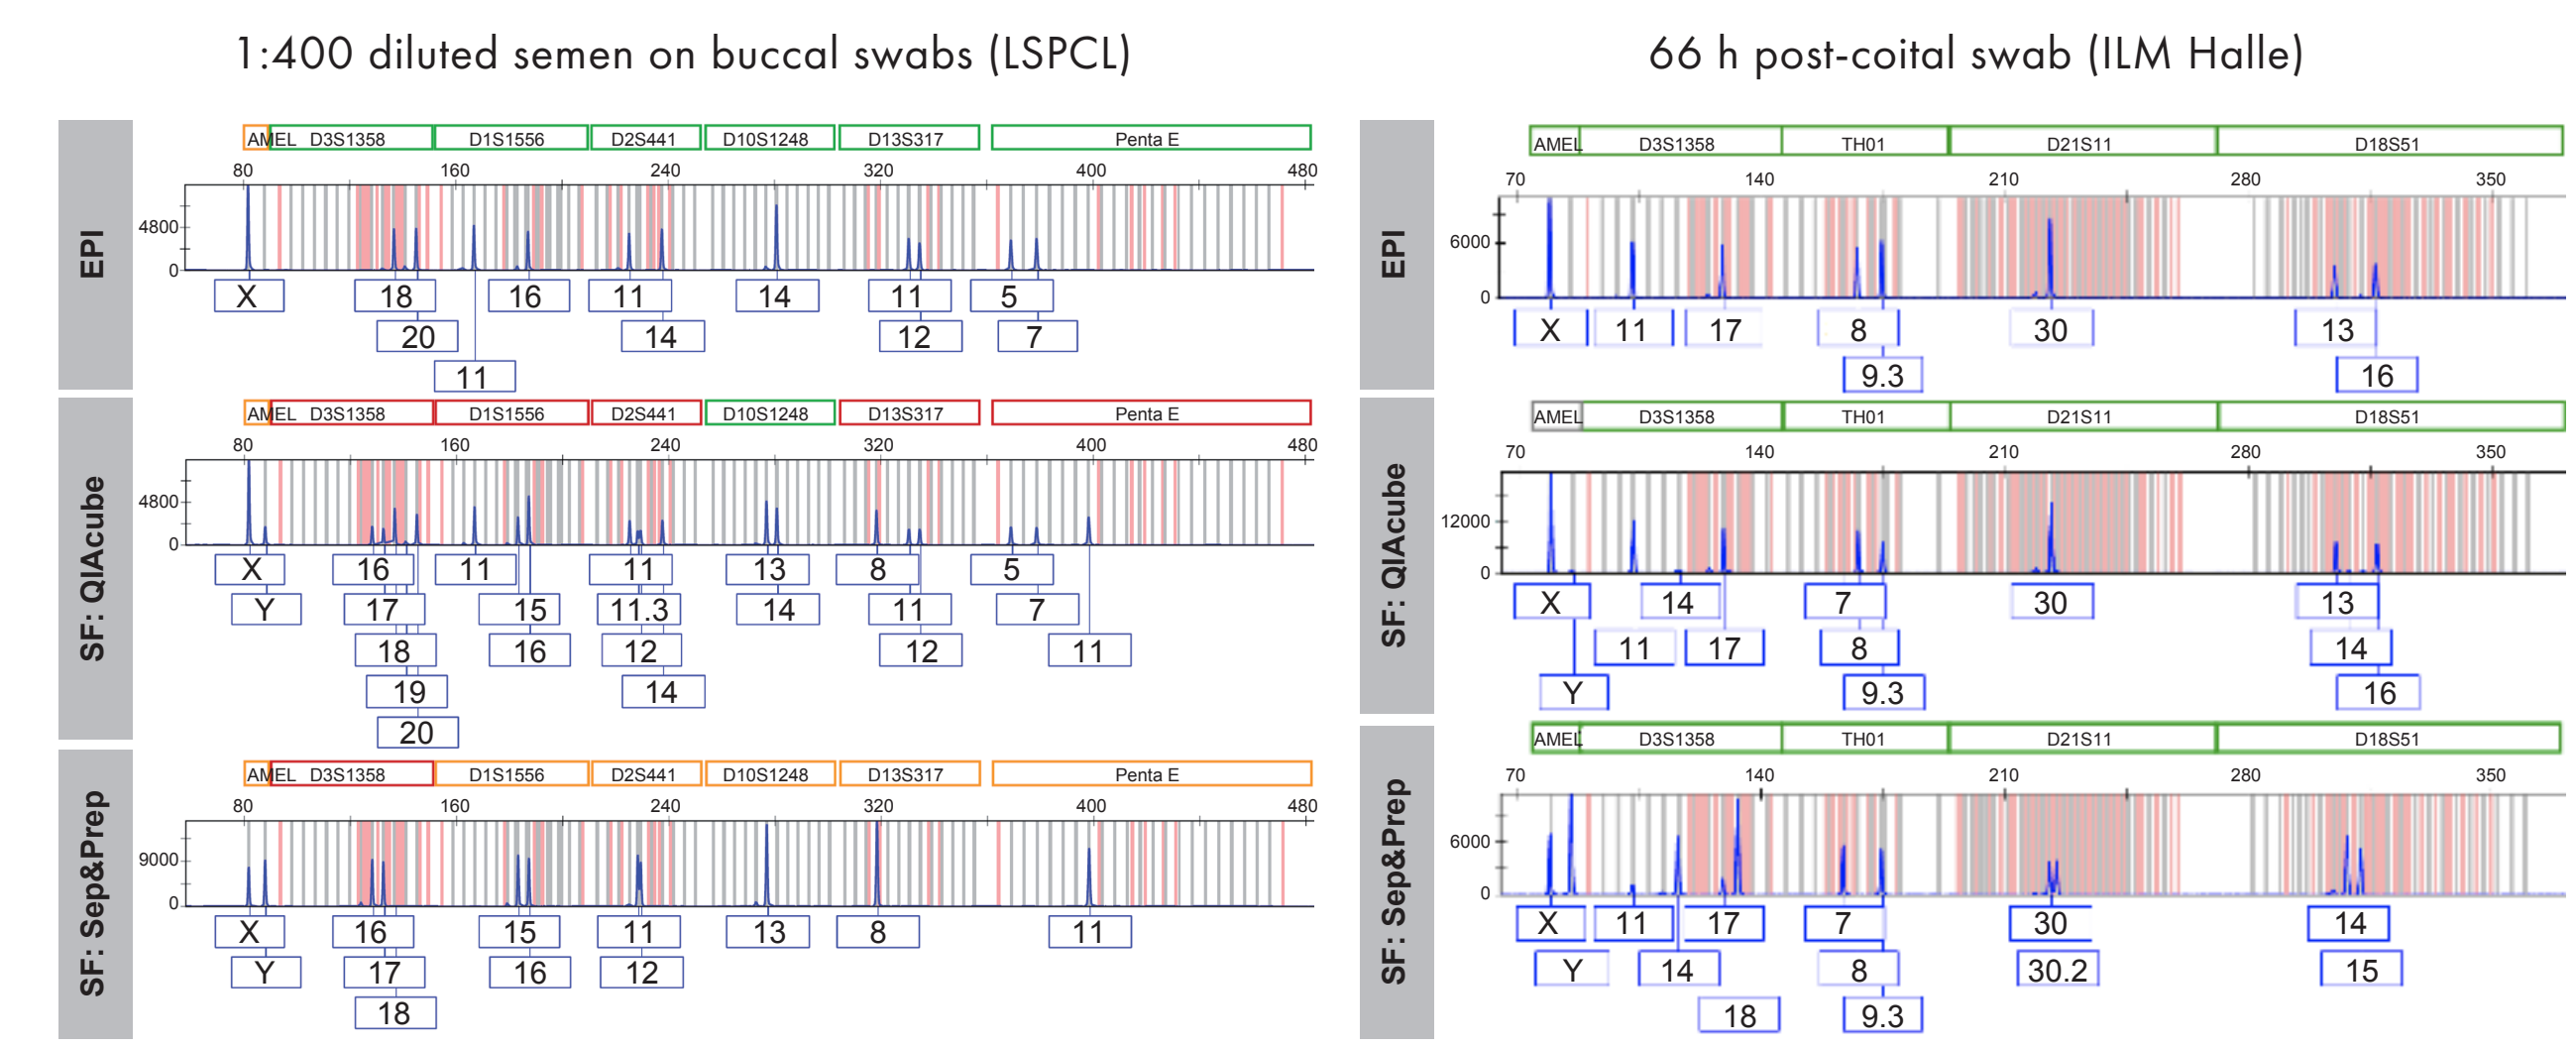 1:400 diluted semen on buccal swabs (LSPCL)
EPI
AMEL D3S1358 D1S1556 D2S441 D10S1248 D13S317 Penta E
80 160 240 320 400 480
4800
0
X 18 16 11 14 11 5
20 14 12 7
11
SF: QIAcube
AMEL D3S1358 D1S1556 D2S441 D10S1248 D13S317 Penta E
80 160 240 320 400 480
4800
0
X 16 11 11 13 8 5
Y 17 15 11.3 14 11 7
18 16 12 12 11
19 14
20
SF: Sep&Prep
AMEL D3S1358 D1S1556 D2S441 D10S1248 D13S317 Penta E
80 160 240 320 400 480
9000
0
X 16 15 11 13 8 11
Y 17 16 12
18
66 h post-coital swab (ILM Halle)
EPI
AMEL D3S1358 TH01 D21S11 D18S51
70 140 210 280 350
6000
0
X 11 17 8 30 13
9.3 16
SF: QIAcube
AMEL D3S1358 TH01 D21S11 D18S51
70 140 210 280 350
12000
0
X 14 7 30 13
11 17 8 14
Y 9.3 16
SF: Sep&Prep
AMEL D3S1358 TH01 D21S11 D18S51
70 140 210 280 350
6000
0
X 11 17 7 30 14
Y 14 8 30.2 15
18 9.3